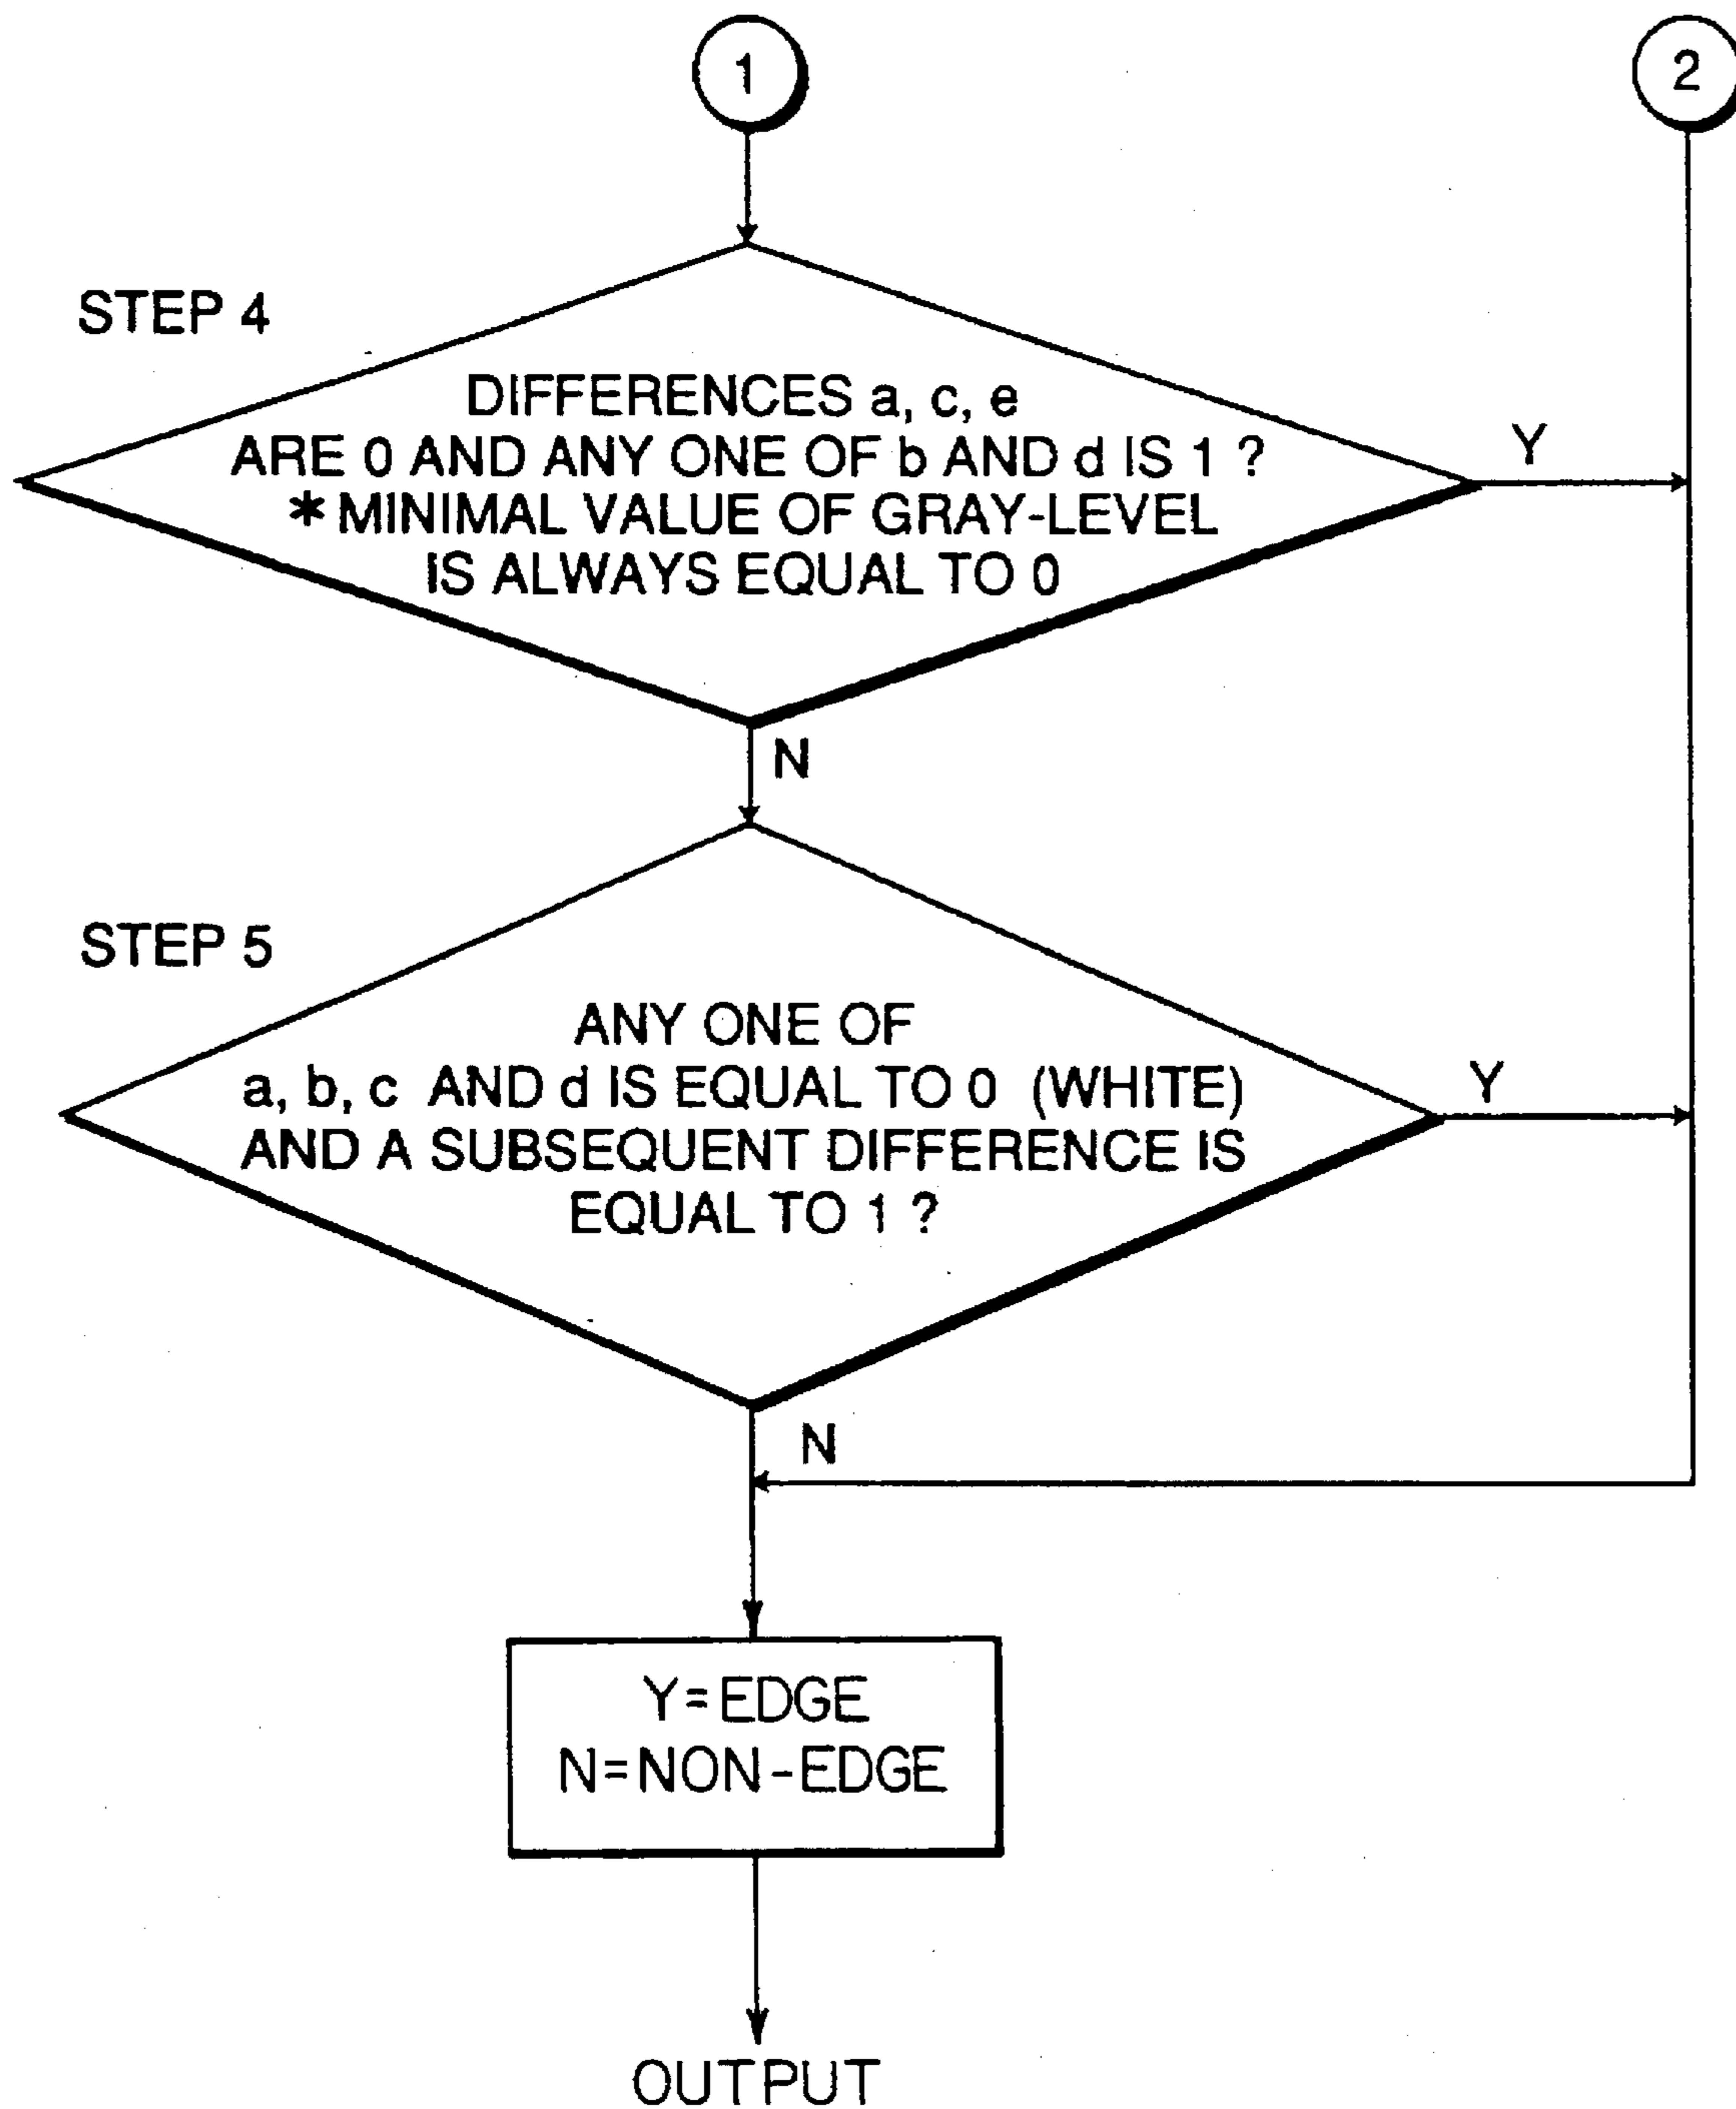 1
2
STEP 4
DIFFERENCES a, c, e
ARE 0 AND ANY ONE OF b AND d IS 1 ?
* MINIMAL VALUE OF GRAY-LEVEL
IS ALWAYS EQUAL TO 0
Y
N
STEP 5
ANY ONE OF
a, b, c AND d IS EQUAL TO 0 (WHITE)
AND A SUBSEQUENT DIFFERENCE IS
EQUAL TO 1 ?
Y
N
Y=EDGE
N=NON-EDGE
OUTPUT